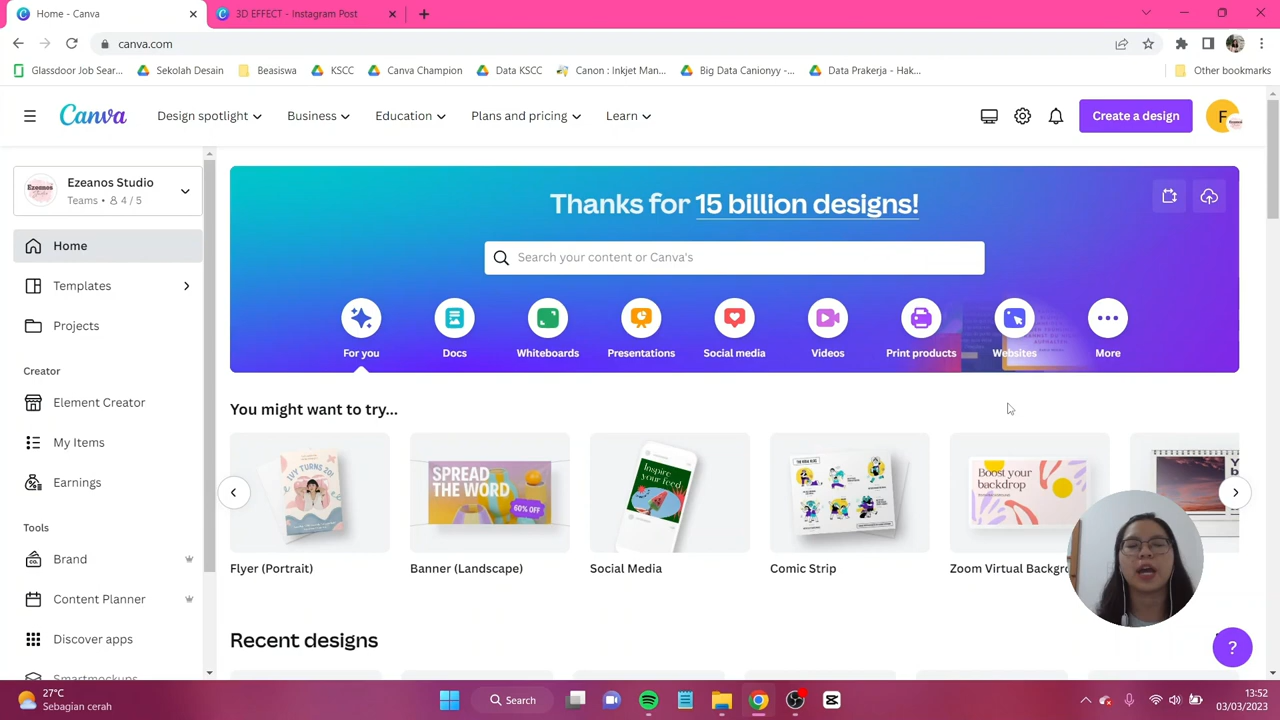 Home - Canva
3D EFFECT - Instagram Post
canva.com
Glassdoor Job Sear...
Sekolah Desain
Beasiswa
KSCC
Canva Champion
Data KSCC
Canon : Inkjet Man...
Big Data Canionyy -...
Data Prakerja - Hak...
Other bookmarks
Canva
Design spotlight
Business
Education
Plans and pricing
Learn
Create a design
F
Ezeanos Studio
Teams • 4 / 5
Home
Templates
Projects
Creator
Element Creator
My Items
Earnings
Tools
Brand
Content Planner
Discover apps
Smartmockups
Thanks for 15 billion designs!
Search your content or Canva's
For you
Docs
Whiteboards
Presentations
Social media
Videos
Print products
Websites
More
You might want to try...
IVY TURNS 20!
SPREAD
THE WORD
60% OFF
Inspire
your feed
Boost your
backdrop
Flyer (Portrait)
Banner (Landscape)
Social Media
Comic Strip
Zoom Virtual Backgro
Recent designs
?
27°C
Sebagian cerah
Search
13:52
03/03/2023